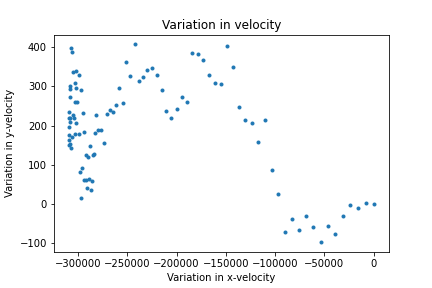 Variation in velocity
Variation in y-velocity
400
300
200
100
0
−100
−300000 −250000 −200000 −150000 −100000 −50000 0
Variation in x-velocity